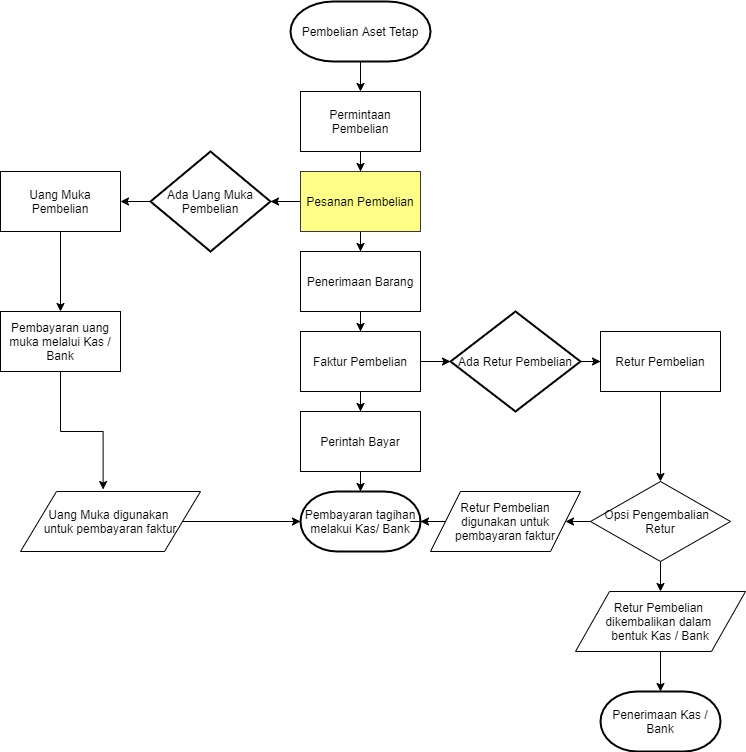 Pembelian Aset Tetap
Permintaan
Pembelian
Uang Muka
Pembelian
Ada Uang Muka
Pembelian
Pesanan Pembelian
Penerimaan Barang
Pembayaran uang
muka melalui Kas /
Bank
Faktur Pembelian
Ada Retur Pembelian
Retur Pembelian
Perintah Bayar
Uang Muka digunakan
untuk pembayaran faktur
Pembayaran tagihan
melakui Kas/ Bank
Retur Pembelian
digunakan untuk
pembayaran faktur
Opsi Pengembalian
Retur
Retur Pembelian
dikembalikan dalam
bentuk Kas / Bank
Penerimaan Kas /
Bank